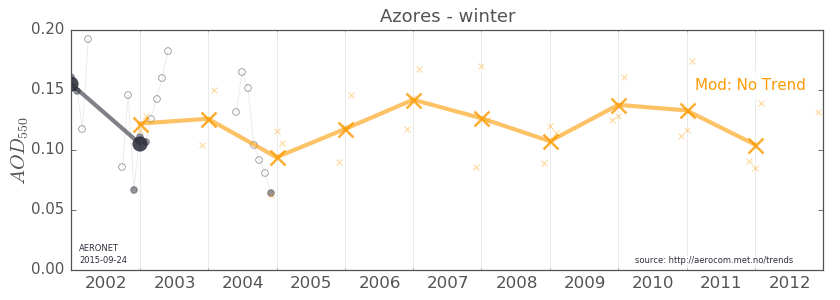 Azores - winter
0.20
0.15
0.10
0.05
0.00
AOD550
Mod: No Trend
AERONET
2015-09-24
source: http://aerocom.met.no/trends
2002 2003 2004 2005 2006 2007 2008 2009 2010 2011 2012